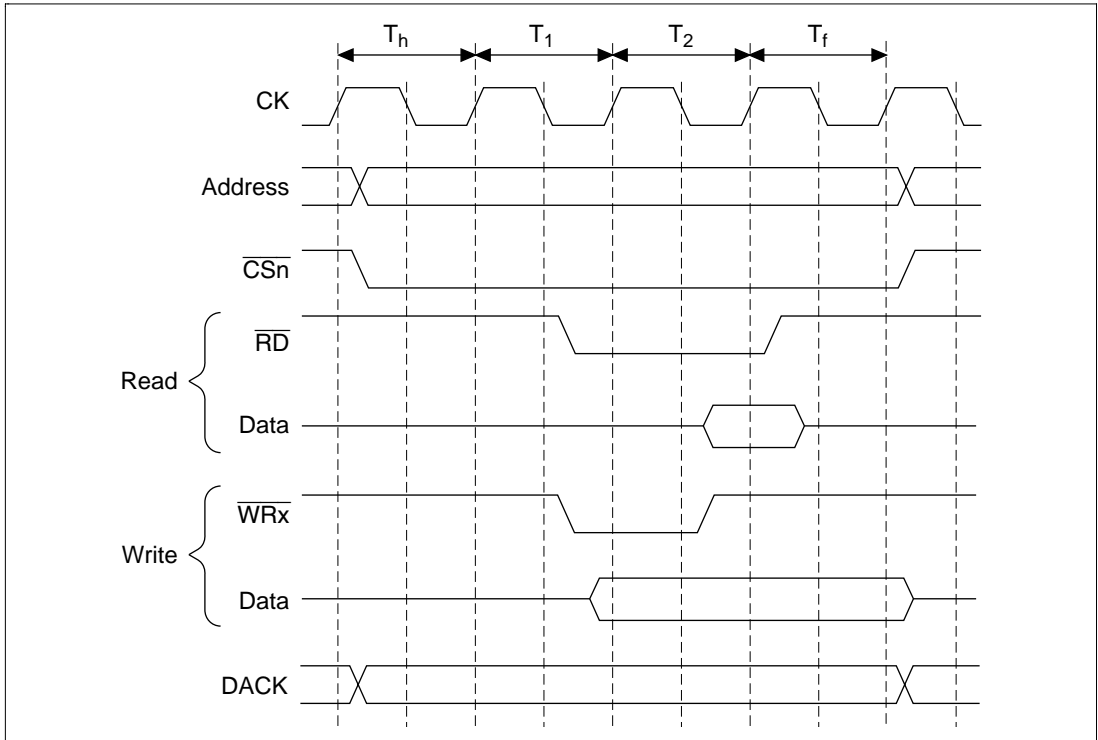 Th T1 T2 Tf
CK
Address
CSn
RD
Read
Data
WRx
Write
Data
DACK